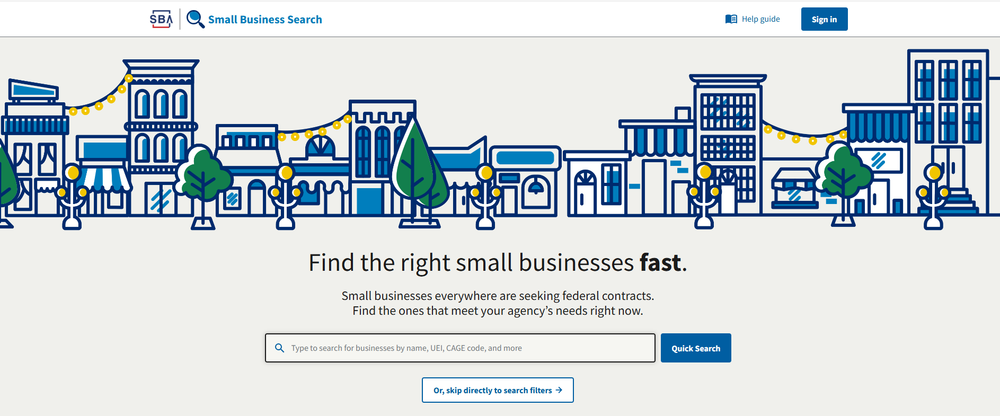 SBA
Small Business Search
Help guide
Sign in
Find the right small businesses fast.
Small businesses everywhere are seeking federal contracts.
Find the ones that meet your agency’s needs right now.
Type to search for businesses by name, UEI, CAGE code, and more
Quick Search
Or, skip directly to search filters →